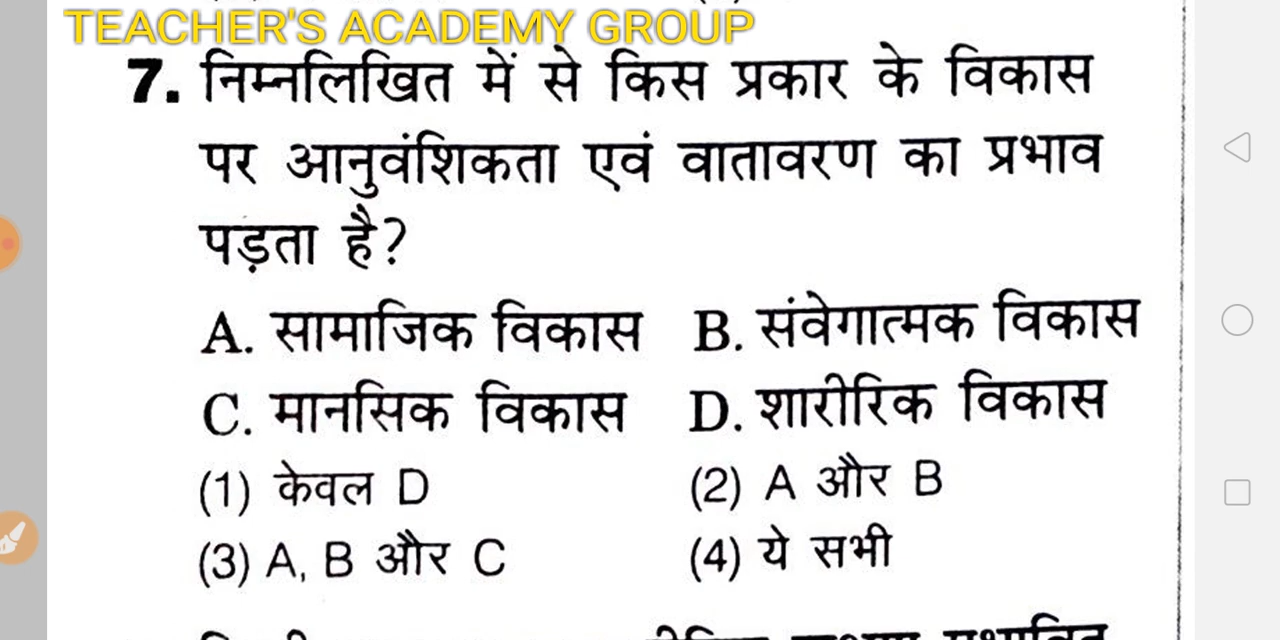 TEACHER'S ACADEMY GROUP
7. निम्नलिखित में से किस प्रकार के विकास
पर आनुवंशिकता एवं वातावरण का प्रभाव
पड़ता है?
A. सामाजिक विकास B. संवेगात्मक विकास
C. मानसिक विकास D. शारीरिक विकास
(1) केवल D (2) A और B
(3) A, B और C (4) ये सभी